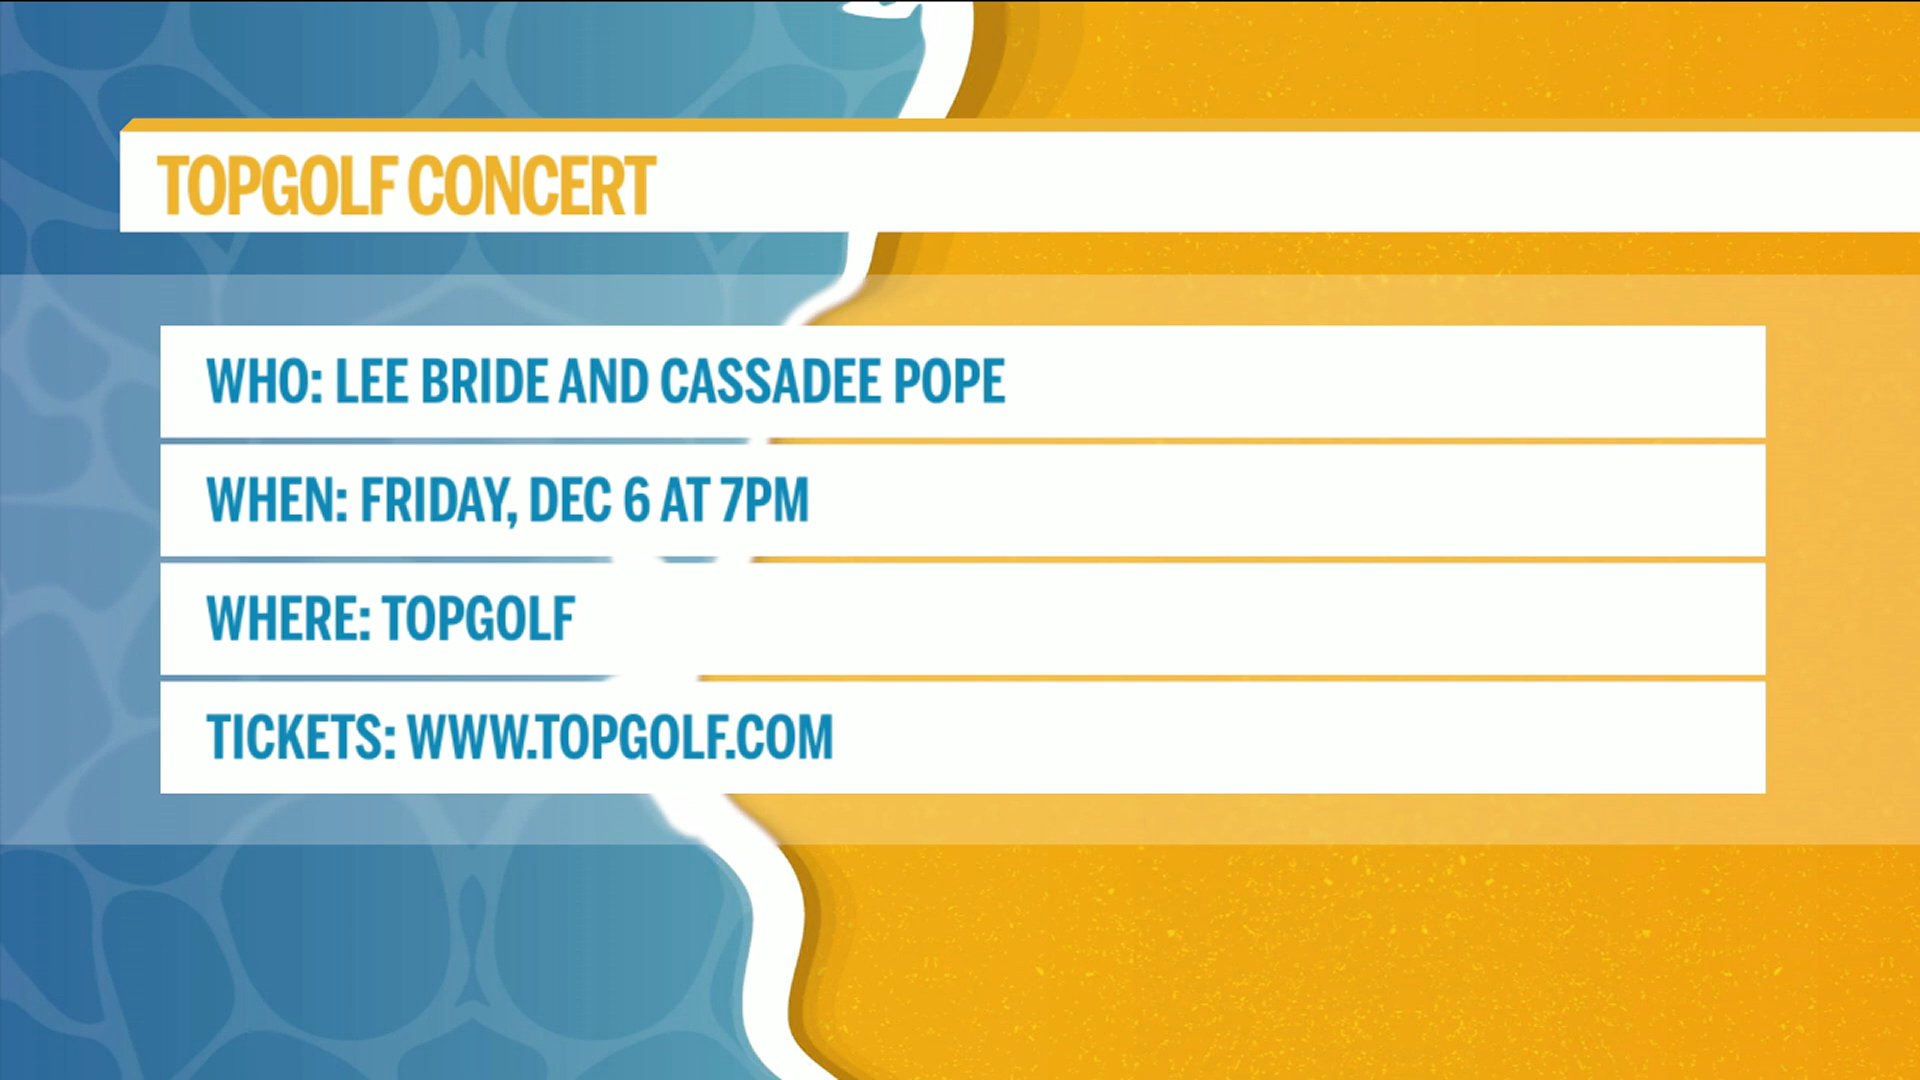 TOPGOLF CONCERT
WHO: LEE BRIDE AND CASSADEE POPE
WHEN: FRIDAY, DEC 6 AT 7PM
WHERE: TOPGOLF
TICKETS: WWW.TOPGOLF.COM